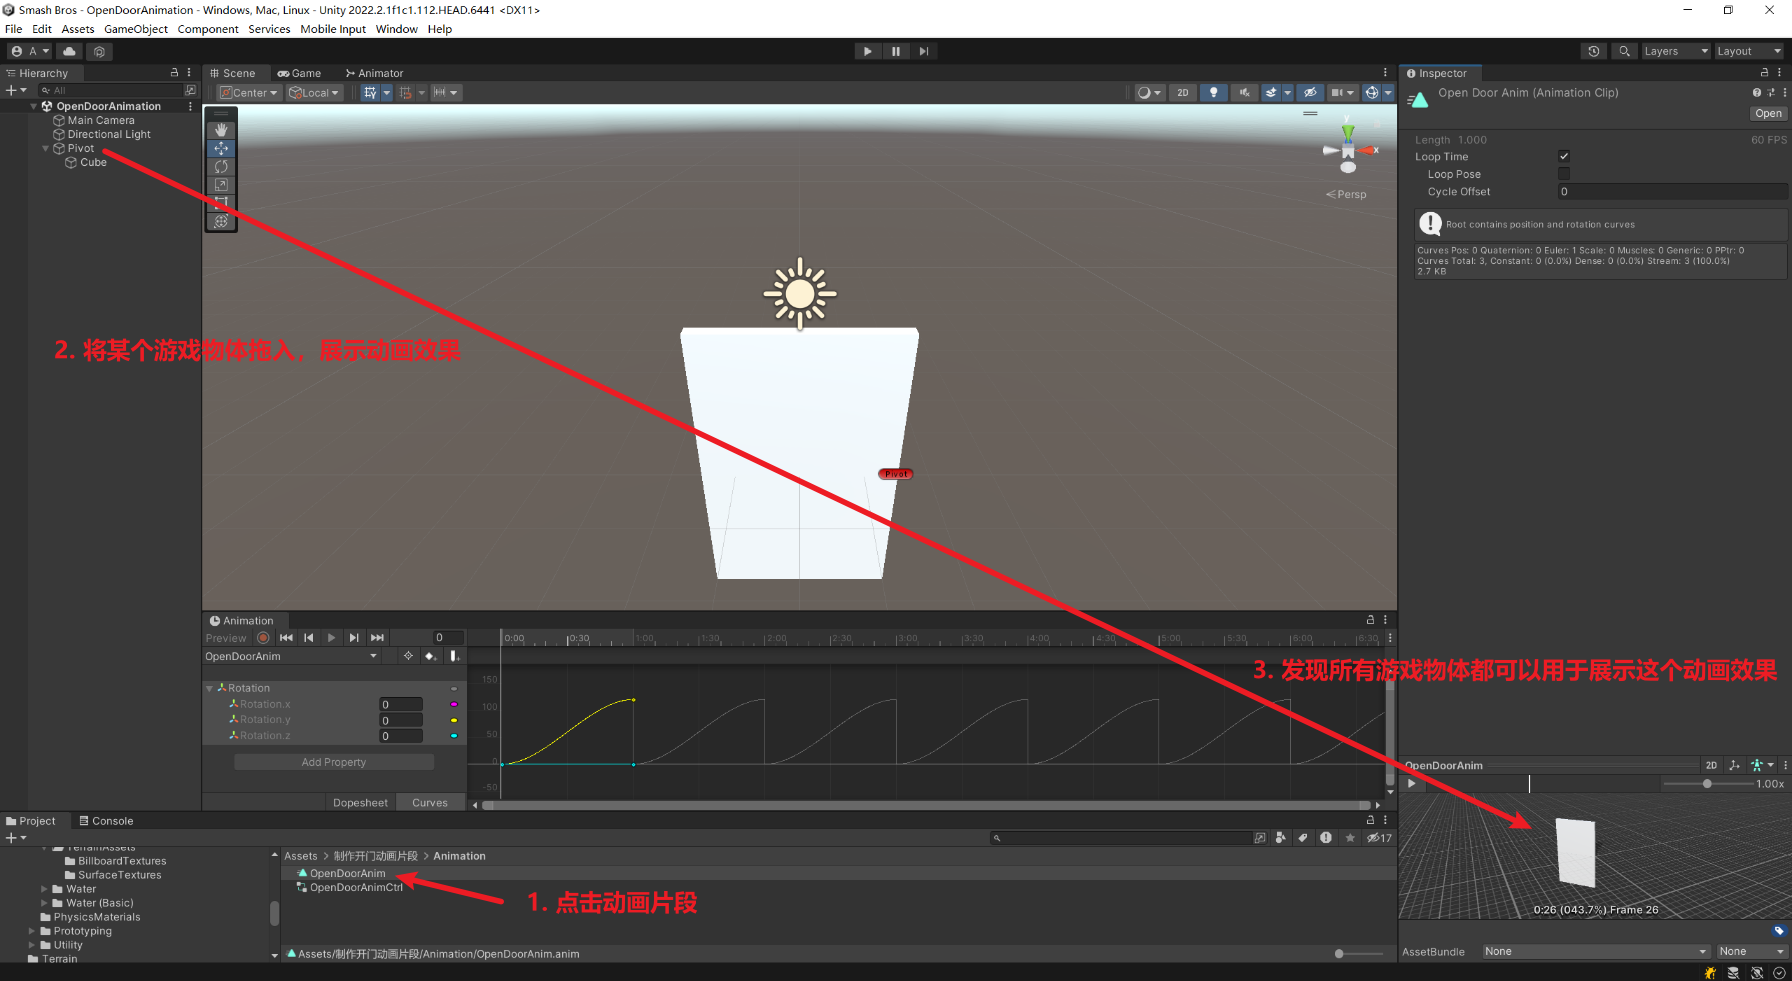 Smash Bros - OpenDoorAnimation - Windows, Mac, Linux - Unity 2022.2.1f1c1.112.HEAD.6441 <DX11>
File Edit Assets GameObject Component Services Mobile Input Window Help
A
Layers
Layout
Hierarchy
Scene
Game
Animator
Inspector
All
Center
Local
2D
Open Door Anim (Animation Clip)
Open
OpenDoorAnimation
Main Camera
Directional Light
Pivot
Cube
y
x
Persp
Length 1.000
60 FPS
Loop Time
Loop Pose
Cycle Offset
0
Root contains position and rotation curves
Curves Pos: 0 Quaternion: 0 Euler: 1 Scale: 0 Muscles: 0 Generic: 0 PPtr: 0
Curves Total: 3, Constant: 0 (0.0%) Dense: 0 (0.0%) Stream: 3 (100.0%)
2.7 KB
2. 将某个游戏物体拖入，展示动画效果
Pivot
Animation
Preview
0
0:00 0:30 1:00 1:30 2:00 2:30 3:00 3:30 4:00 4:30 5:00 5:30 6:00 6:30
OpenDoorAnim
Rotation
Rotation.x 0
Rotation.y 0
Rotation.z 0
Add Property
Dopesheet
Curves
150
100
50
0
-50
3. 发现所有游戏物体都可以用于展示这个动画效果
OpenDoorAnim
2D
1.00x
0:26 (043.7%) Frame 26
Project
Console
17
TerrainAssets
BillboardTextures
SurfaceTextures
Water
Water (Basic)
PhysicsMaterials
Prototyping
Utility
Terrain
Assets > 制作开门动画片段 > Animation
OpenDoorAnim
OpenDoorAnimCtrl
1. 点击动画片段
Assets/制作开门动画片段/Animation/OpenDoorAnim.anim
AssetBundle
None
None